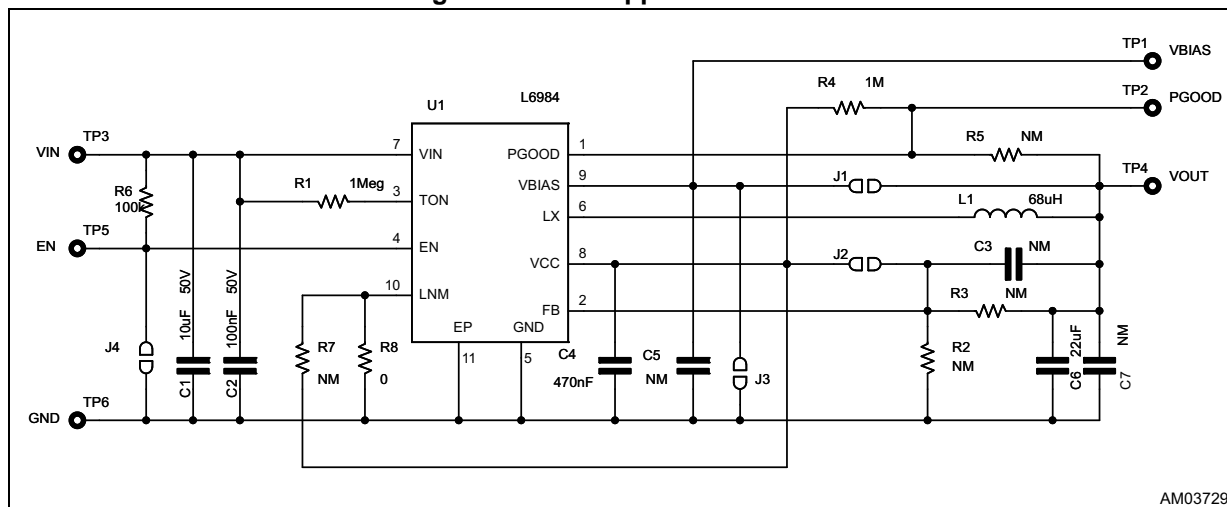 TP1
VBIAS
R4 1M
TP2
PGOOD
U1
L6984
TP3
VIN
7
VIN
PGOOD
1
R5 NM
R6
100k
R1
1Meg
3
TON
VBIAS
9
J1
TP4
VOUT
LX
6
L1
68uH
TP5
EN
4
EN
VCC
8
J2
C3
NM
10
LNM
FB
2
R3
NM
EP
GND
11
5
J4
10uF 50V
C1
100nF 50V
C2
R7
NM
R8
0
C4
470nF
C5
NM
J3
R2
NM
22uF
C6
NM
C7
TP6
GND
AM03729